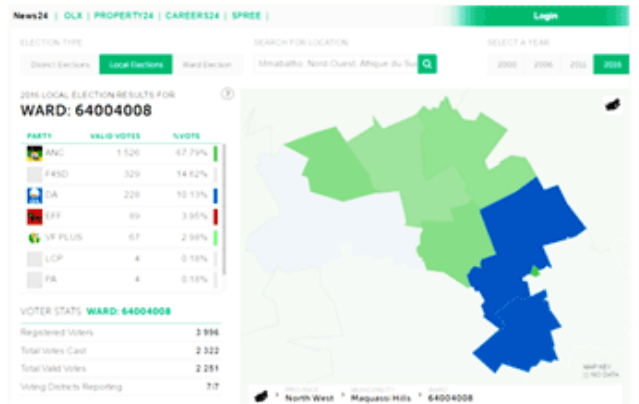 News24 | OLX | PROPERTY24 | CAREERS24 | SPREE |
Login
ELECTION TYPE
SEARCH FOR LOCATION
SELECT A YEAR
District Elections
Local Elections
Ward Election
Mmabatho, Nord-Ouest, Afrique du Sud
2000
2006
2011
2016
2016 LOCAL ELECTION RESULTS FOR
WARD: 64004008
PARTY VALID VOTES %VOTE
ANC 1 526 67.79%
F4SD 329 14.62%
DA 228 10.13%
EFF 89 3.95%
VF PLUS 67 2.98%
LCP 4 0.18%
PA 4 0.18%
VOTER STATS: WARD: 64004008
Registered Voters 3 996
Total Votes Cast 2 322
Total Valid Votes 2 251
Voting Districts Reporting 7/7
MAP KEY
NO DATA
PROVINCE MUNICIPALITY WARD
North West Maquassi Hills 64004008